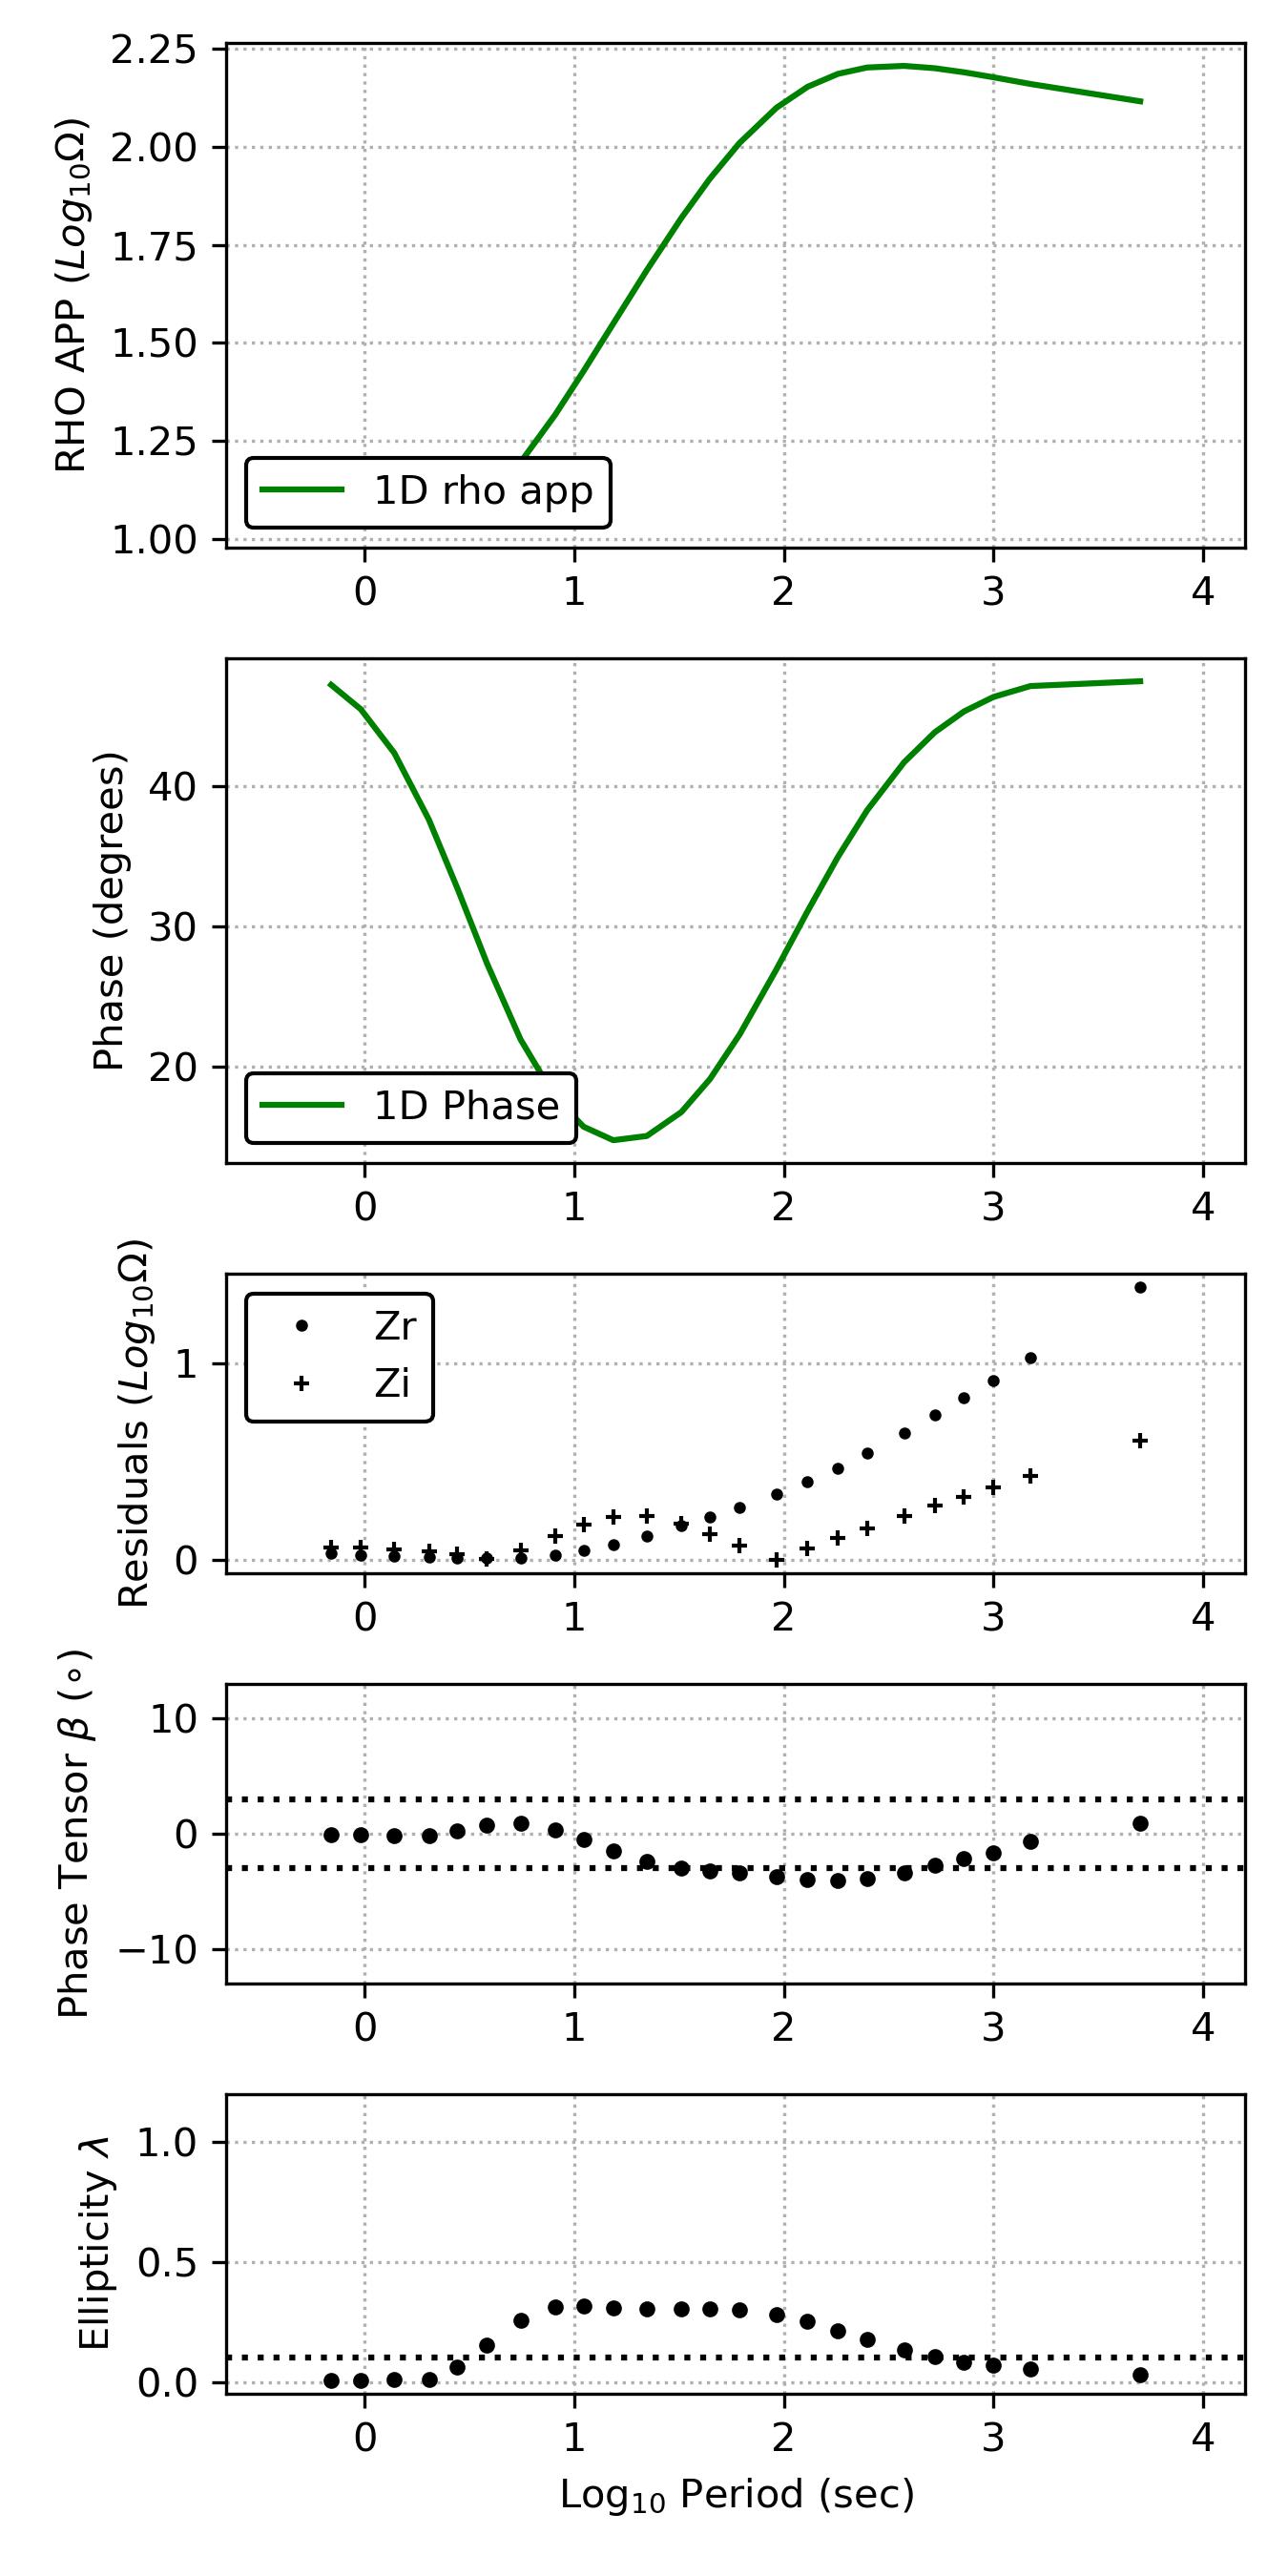 RHO APP (Log10Ω)
2.25
2.00
1.75
1.50
1.25
1.00
1D rho app
0 1 2 3 4
Phase (degrees)
40
30
20
1D Phase
0 1 2 3 4
Residuals (Log10Ω)
1
0
Zr
Zi
0 1 2 3 4
Phase Tensor β (∘)
10
0
−10
0 1 2 3 4
Ellipticity λ
1.0
0.5
0.0
0 1 2 3 4
Log10 Period (sec)